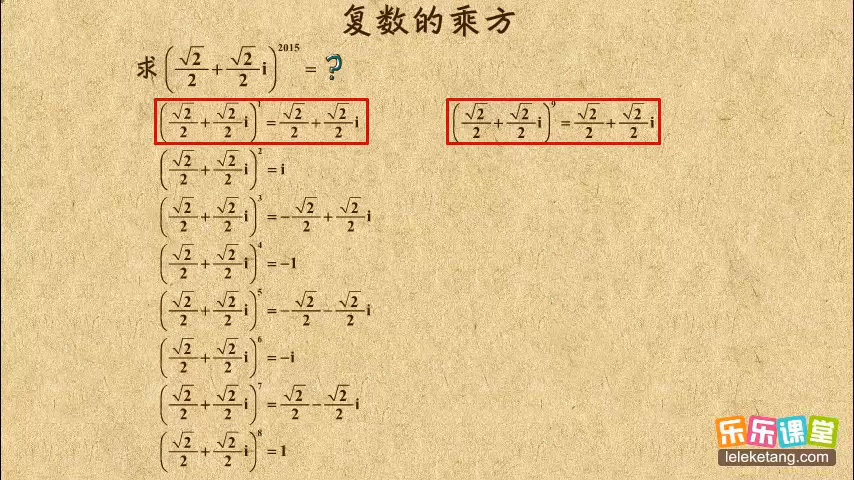 复数的乘方
求(√2/2+√2/2 i)^2015=?
(√2/2+√2/2 i)^1=√2/2+√2/2 i
(√2/2+√2/2 i)^9=√2/2+√2/2 i
(√2/2+√2/2 i)^2=i
(√2/2+√2/2 i)^3=-√2/2+√2/2 i
(√2/2+√2/2 i)^4=-1
(√2/2+√2/2 i)^5=-√2/2-√2/2 i
(√2/2+√2/2 i)^6=-i
(√2/2+√2/2 i)^7=√2/2-√2/2 i
(√2/2+√2/2 i)^8=1
乐乐课堂
leleketang.com